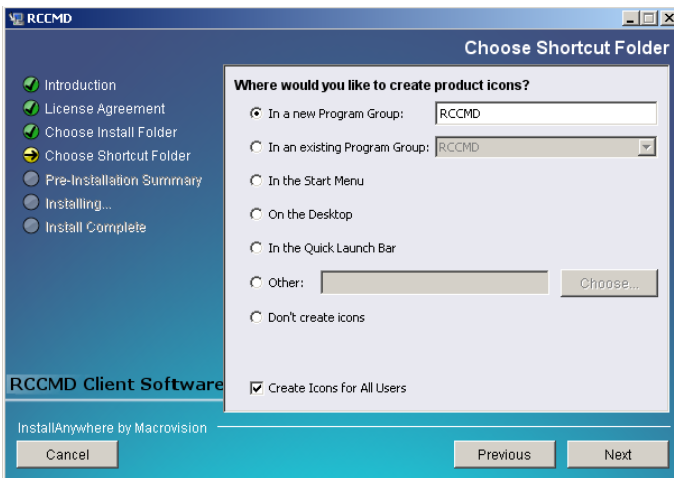 RCCMD
Choose Shortcut Folder
Introduction
License Agreement
Choose Install Folder
Choose Shortcut Folder
Pre-Installation Summary
Installing...
Install Complete
Where would you like to create product icons?
In a new Program Group: RCCMD
In an existing Program Group: RCCMD
In the Start Menu
On the Desktop
In the Quick Launch Bar
Other: Choose...
Don't create icons
Create Icons for All Users
RCCMD Client Software
InstallAnywhere by Macrovision
Cancel Previous Next